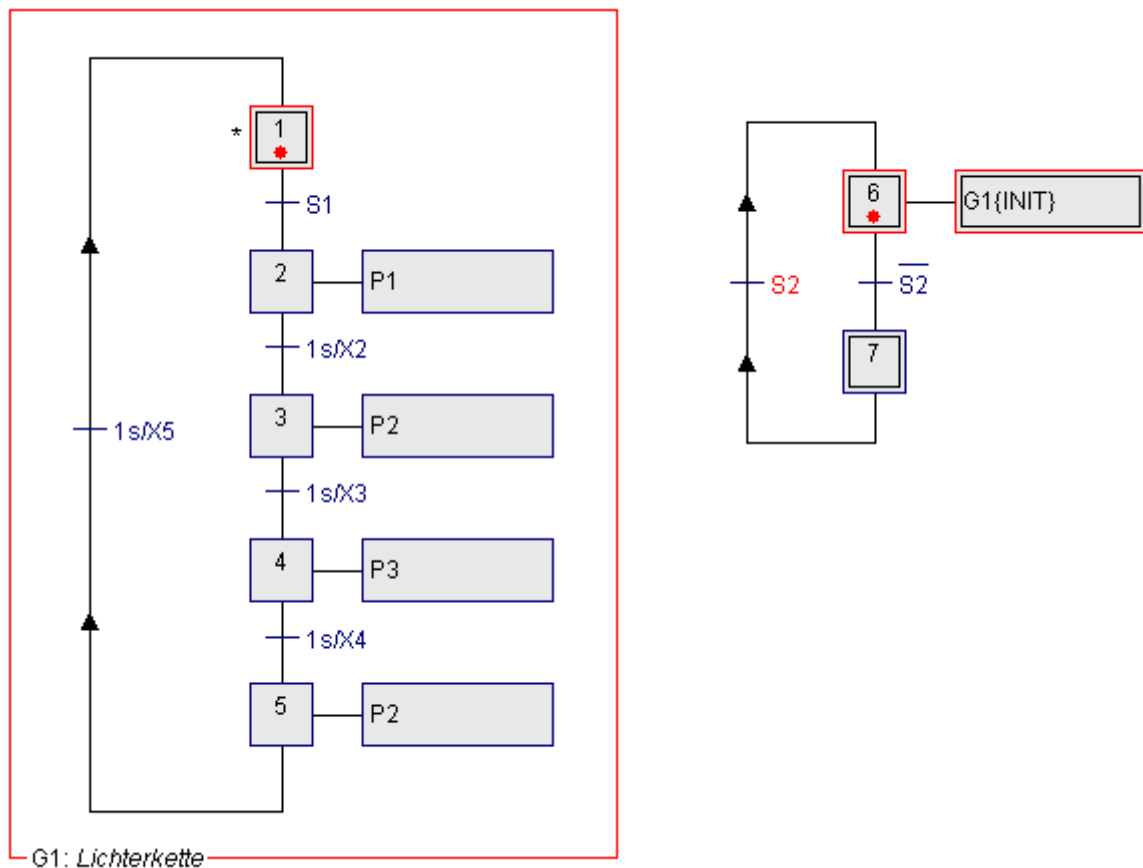 *
1
S1
2
P1
1s/X2
3
P2
1s/X5
1s/X3
4
P3
1s/X4
5
P2
G1: Lichterkette
6
G1{INIT}
S2
S̅2̅
7